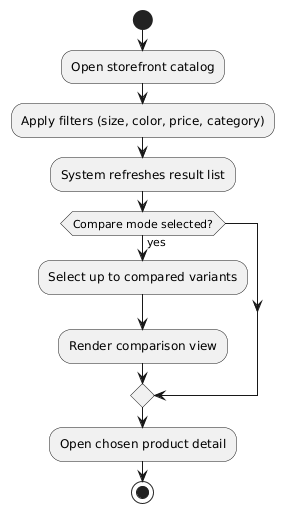 Open storefront catalog
Apply filters (size, color, price, category)
System refreshes result list
Compare mode selected?
yes
Select up to compared variants
Render comparison view
Open chosen product detail